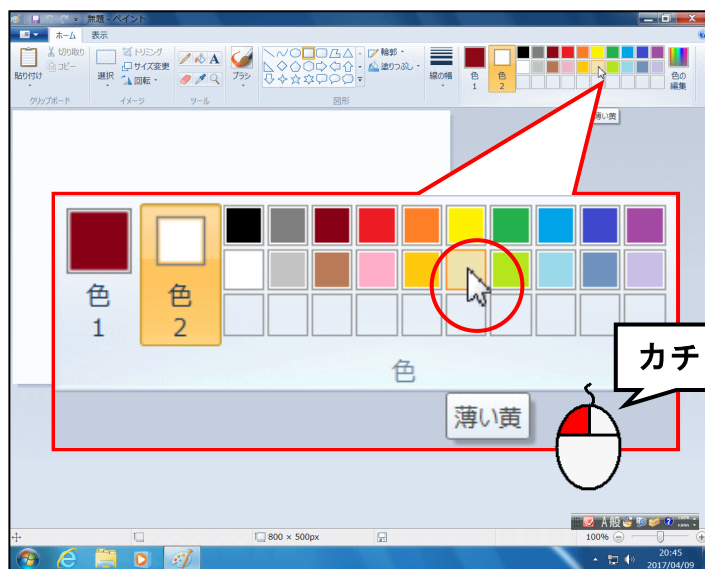 無題 - ペイント
ホーム 表示
貼り付け
切り取り
コピー
クリップボード
選択
トリミング
サイズ変更
回転
イメージ
A
ツール
ブラシ
輪郭
塗りつぶし
図形
線の幅
色
1
色
2
色の
編集
薄い黄
色
1
色
2
色
薄い黄
カチ
800 × 500px
A 般
100%
20:45
2017/04/09